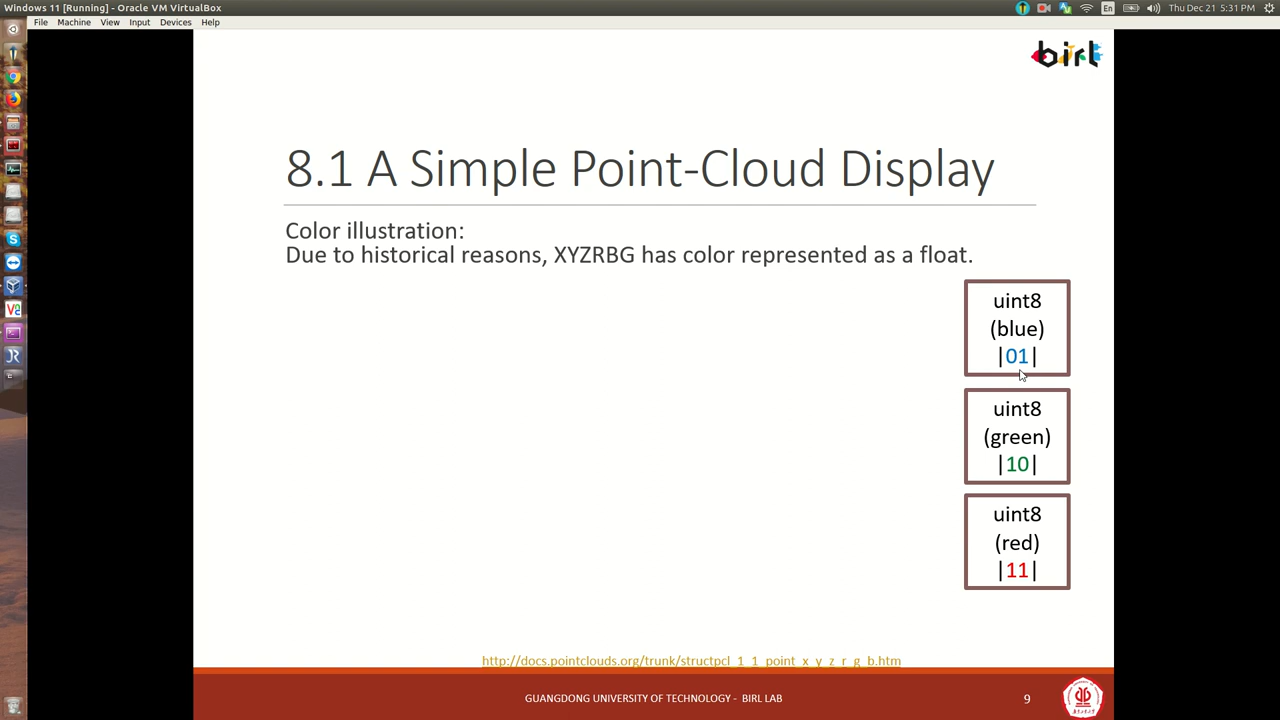 Windows 11 [Running] - Oracle VM VirtualBox
En
Thu Dec 21 5:31 PM
File Machine View Input Devices Help
birl
8.1 A Simple Point-Cloud Display
Color illustration:
Due to historical reasons, XYZRBG has color represented as a float.
uint8
(blue)
|01|
uint8
(green)
|10|
uint8
(red)
|11|
http://docs.pointclouds.org/trunk/structpcl_1_1_point_x_y_z_r_g_b.htm
GUANGDONG UNIVERSITY OF TECHNOLOGY - BIRL LAB
9